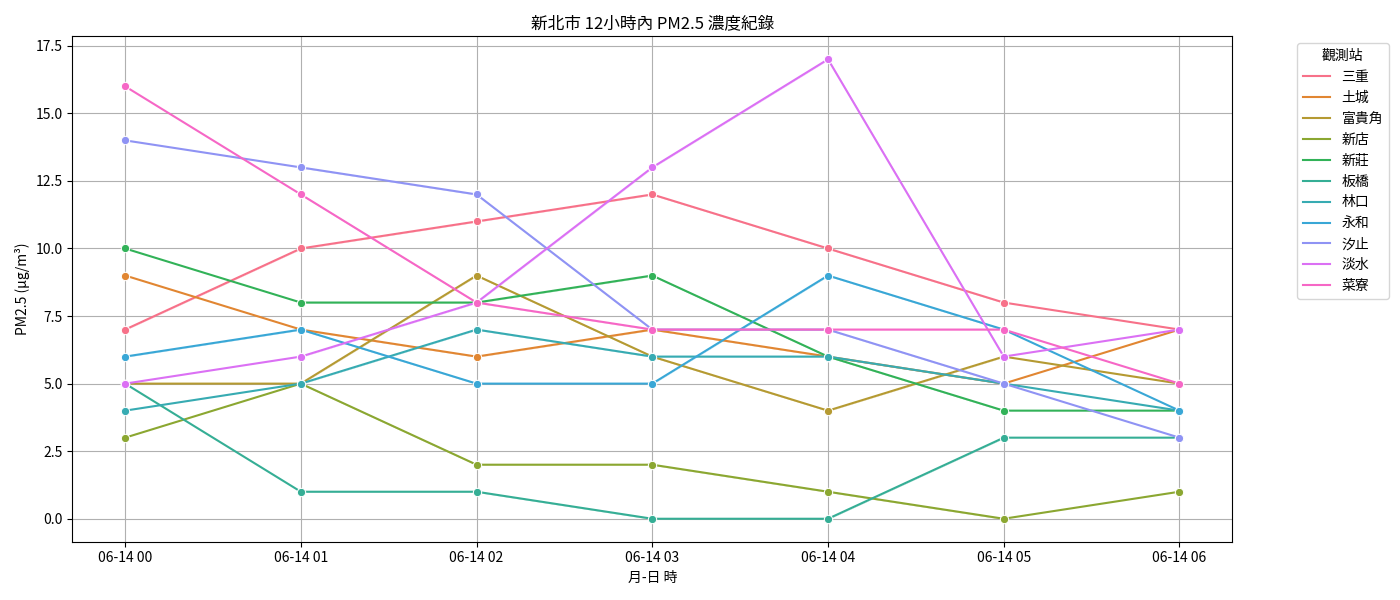 新北市 12小時內 PM2.5 濃度紀錄
PM2.5 (μg/m³)
17.5
15.0
12.5
10.0
7.5
5.0
2.5
0.0
06-14 00
06-14 01
06-14 02
06-14 03
06-14 04
06-14 05
06-14 06
月-日 時
觀測站
三重
土城
富貴角
新店
新莊
板橋
林口
永和
汐止
淡水
菜寮